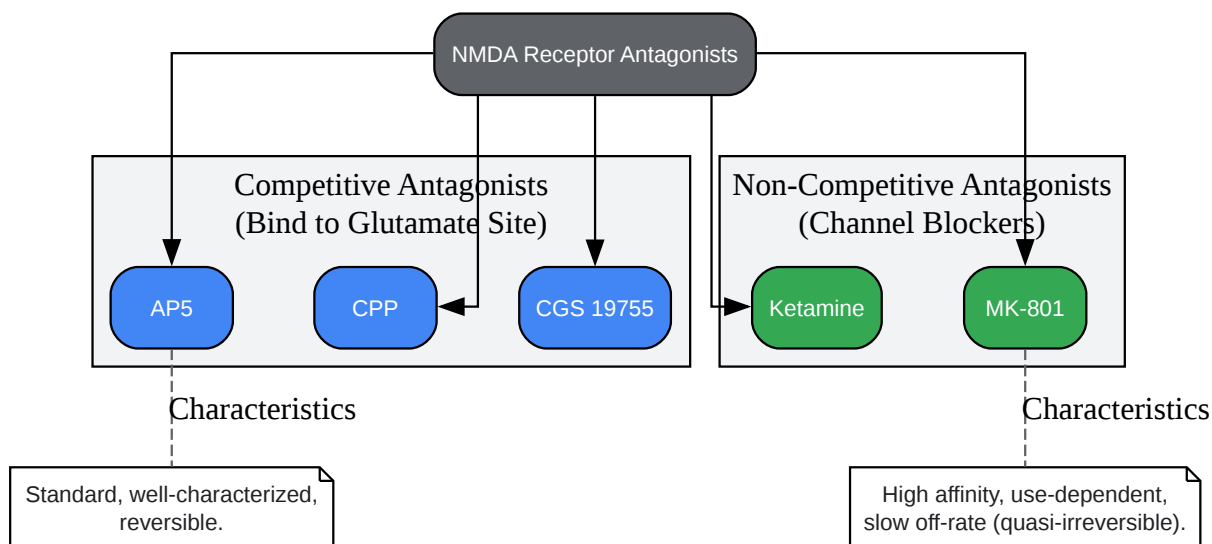 NMDA Receptor Antagonists
Competitive Antagonists
(Bind to Glutamate Site)
Non-Competitive Antagonists
(Channel Blockers)
AP5
CPP
CGS 19755
Ketamine
MK-801
Characteristics
Characteristics
Standard, well-characterized,
reversible.
High affinity, use-dependent,
slow off-rate (quasi-irreversible).